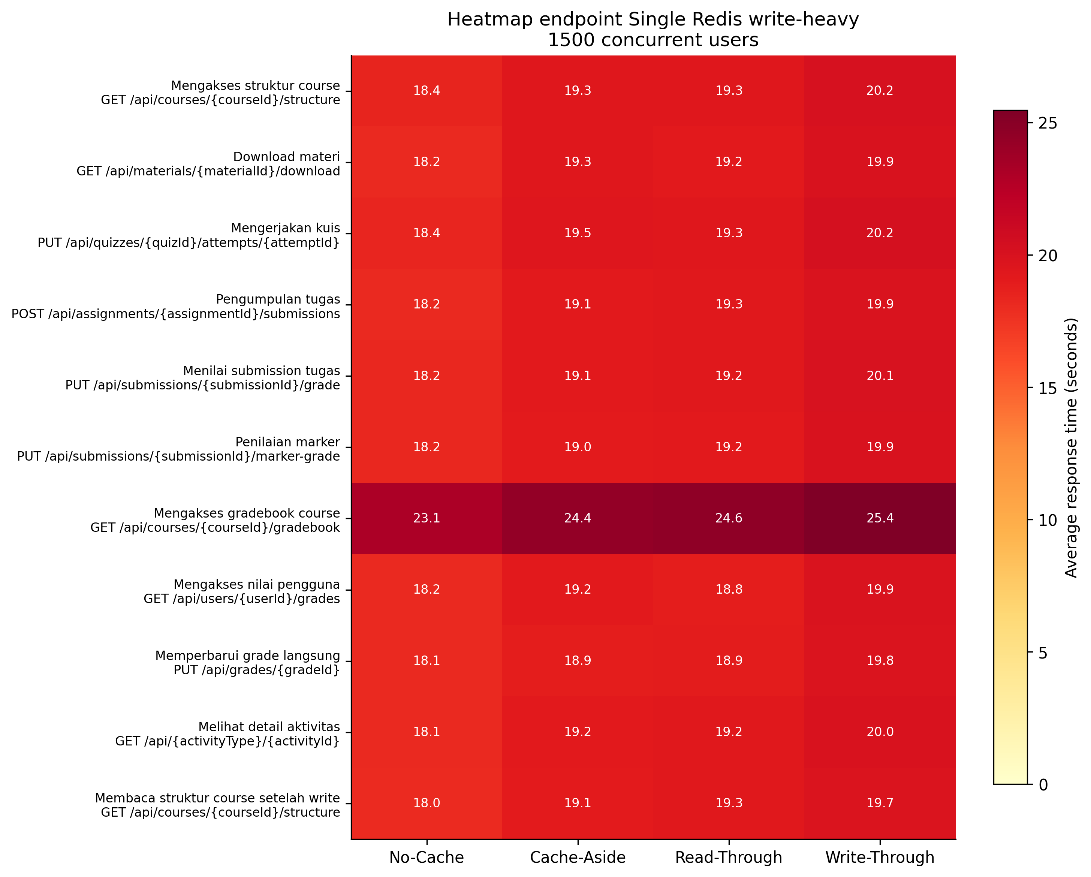 Heatmap endpoint Single Redis write-heavy
1500 concurrent users
Mengakses struktur course
GET /api/courses/{courseId}/structure
18.4 19.3 19.3 20.2
Download materi
GET /api/materials/{materialId}/download
18.2 19.3 19.2 19.9
Mengerjakan kuis
PUT /api/quizzes/{quizId}/attempts/{attemptId}
18.4 19.5 19.3 20.2
Pengumpulan tugas
POST /api/assignments/{assignmentId}/submissions
18.2 19.1 19.3 19.9
Menilai submission tugas
PUT /api/submissions/{submissionId}/grade
18.2 19.1 19.2 20.1
Penilaian marker
PUT /api/submissions/{submissionId}/marker-grade
18.2 19.0 19.2 19.9
Mengakses gradebook course
GET /api/courses/{courseId}/gradebook
23.1 24.4 24.6 25.4
Mengakses nilai pengguna
GET /api/users/{userId}/grades
18.2 19.2 18.8 19.9
Memperbarui grade langsung
PUT /api/grades/{gradeId}
18.1 18.9 18.9 19.8
Melihat detail aktivitas
GET /api/{activityType}/{activityId}
18.1 19.2 19.2 20.0
Membaca struktur course setelah write
GET /api/courses/{courseId}/structure
18.0 19.1 19.3 19.7
No-Cache Cache-Aside Read-Through Write-Through
25
20
15
10
5
0
Average response time (seconds)